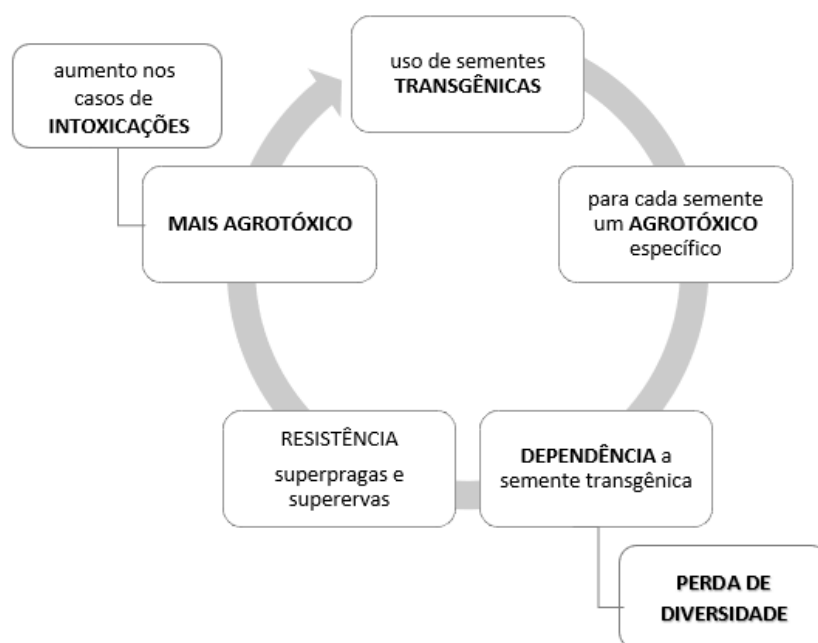 uso de sementes
TRANSGÊNICAS
para cada semente
um AGROTÓXICO
específico
DEPENDÊNCIA a
semente transgênica
PERDA DE
DIVERSIDADE
RESISTÊNCIA
superpragas e
superervas
MAIS AGROTÓXICO
aumento nos
casos de
INTOXICAÇÕES